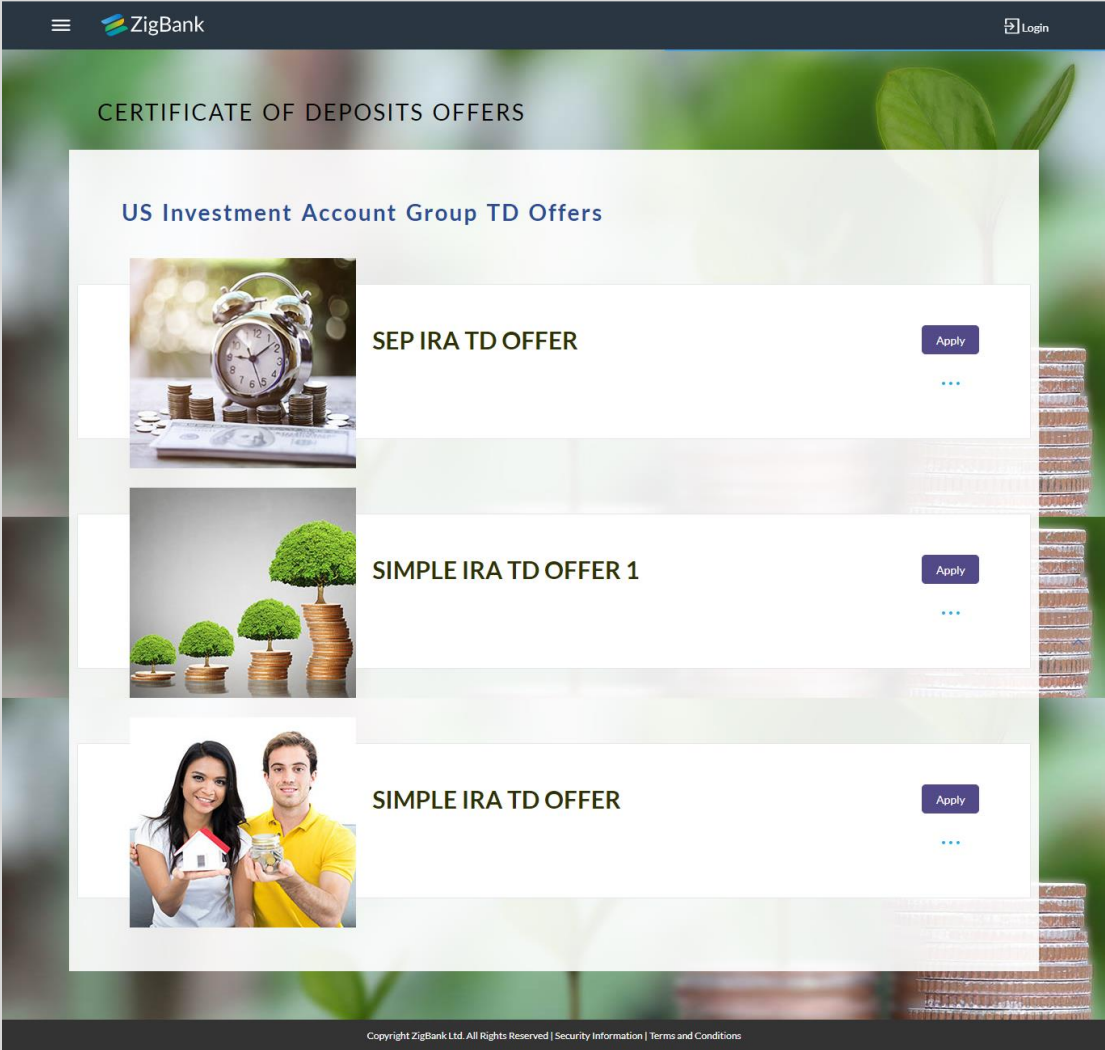 ZigBank
Login
CERTIFICATE OF DEPOSITS OFFERS
US Investment Account Group TD Offers
SEP IRA TD OFFER
Apply
...
SIMPLE IRA TD OFFER 1
Apply
...
SIMPLE IRA TD OFFER
Apply
...
Copyright ZigBank Ltd. All Rights Reserved | Security Information | Terms and Conditions